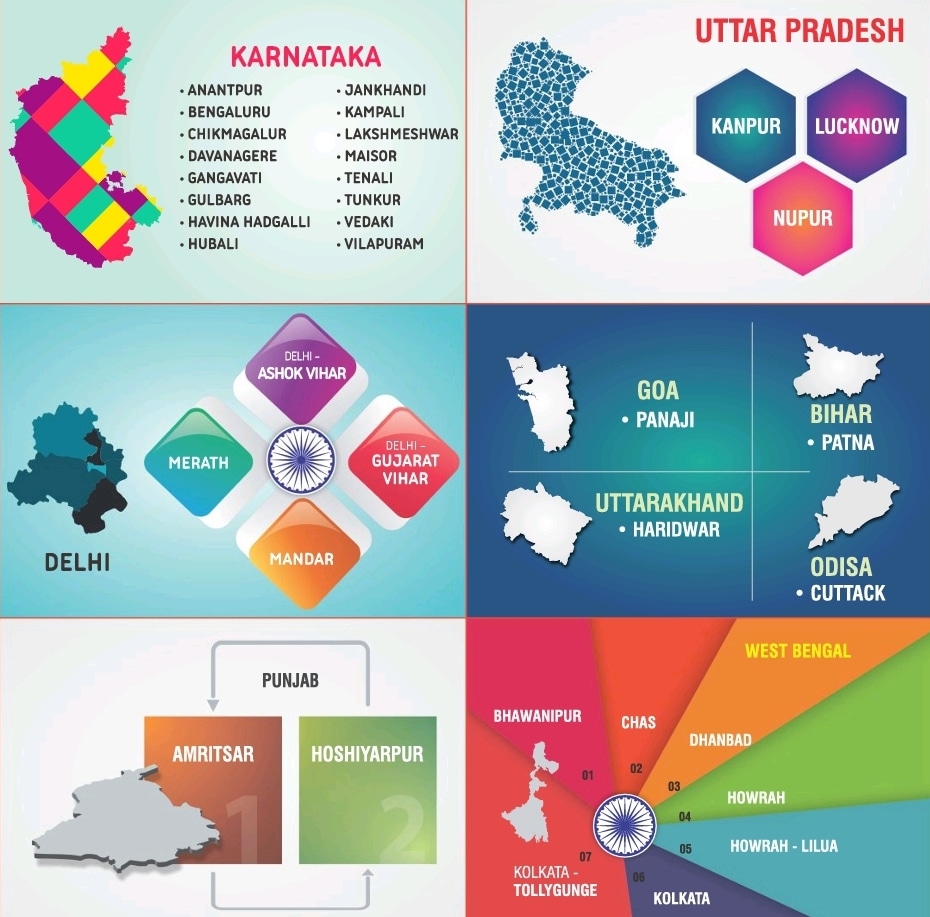 KARNATAKA
• ANANTPUR
• BENGALURU
• CHIKMAGALUR
• DAVANAGERE
• GANGAVATI
• GULBARG
• HAVINA HADGALLI
• HUBALI
• JANKHANDI
• KAMPALI
• LAKSHMESHWAR
• MAISOR
• TENALI
• TUNKUR
• VEDAKI
• VILAPURAM
UTTAR PRADESH
KANPUR
LUCKNOW
NUPUR
DELHI –
ASHOK VIHAR
MERATH
DELHI –
GUJARAT
VIHAR
MANDAR
DELHI
GOA
• PANAJI
BIHAR
• PATNA
UTTARAKHAND
• HARIDWAR
ODISA
• CUTTACK
PUNJAB
AMRITSAR
1
HOSHIYARPUR
2
WEST BENGAL
BHAWANIPUR
01
CHAS
02
DHANBAD
03
HOWRAH
04
HOWRAH - LILUA
05
KOLKATA
06
KOLKATA -
TOLLYGUNGE
07